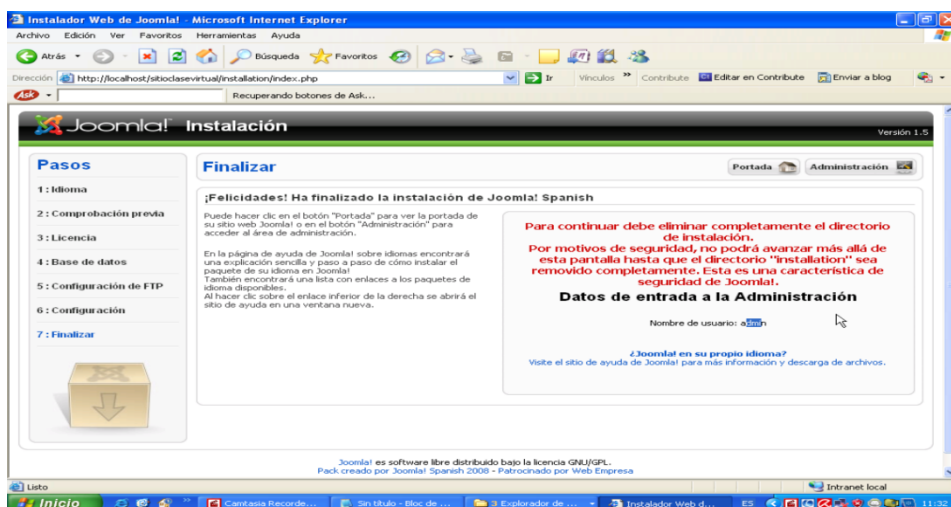 Instalador Web de Joomla! - Microsoft Internet Explorer
Archivo Edición Ver Favoritos Herramientas Ayuda
Atrás Búsqueda Favoritos
Dirección http://localhost/sitioclasevirtual/installation/index.php Ir Vínculos » Contribute Editar en Contribute Enviar a blog
Ask Recuperando botones de Ask...
Joomla! Instalación
Versión 1.5
Pasos
1 : Idioma
2 : Comprobación previa
3 : Licencia
4 : Base de datos
5 : Configuración de FTP
6 : Configuración
7 : Finalizar
Finalizar Portada Administración
¡Felicidades! Ha finalizado la instalación de Joomla! Spanish
Puede hacer clic en el botón "Portada" para ver la portada de
su sitio web Joomla! o en el botón "Administración" para
acceder al área de administración.
En la página de ayuda de Joomla! sobre idiomas encontrará
una explicación sencilla y paso a paso de cómo instalar el
paquete de su idioma en Joomla!
También encontrará una lista con enlaces a los paquetes de
idioma disponibles.
Al hacer clic sobre el enlace inferior de la derecha se abrirá el
sitio de ayuda en una ventana nueva.
Para continuar debe eliminar completamente el directorio
de instalación.
Por motivos de seguridad, no podrá avanzar más allá de
esta pantalla hasta que el directorio "installation" sea
removido completamente. Esta es una característica de
seguridad de Joomla!.
Datos de entrada a la Administración
Nombre de usuario: admin
¿Joomla! en su propio idioma?
Visite el sitio de ayuda de Joomla! para más información y descarga de archivos.
Joomla! es software libre distribuido bajo la licencia GNU/GPL.
Pack creado por Joomla! Spanish 2008 - Patrocinado por Web Empresa
Listo Intranet local
Inicio » Camtasia Recorde... Sin título - Bloc de ... 3 Explorador de ... Instalador Web d... ES 11:32